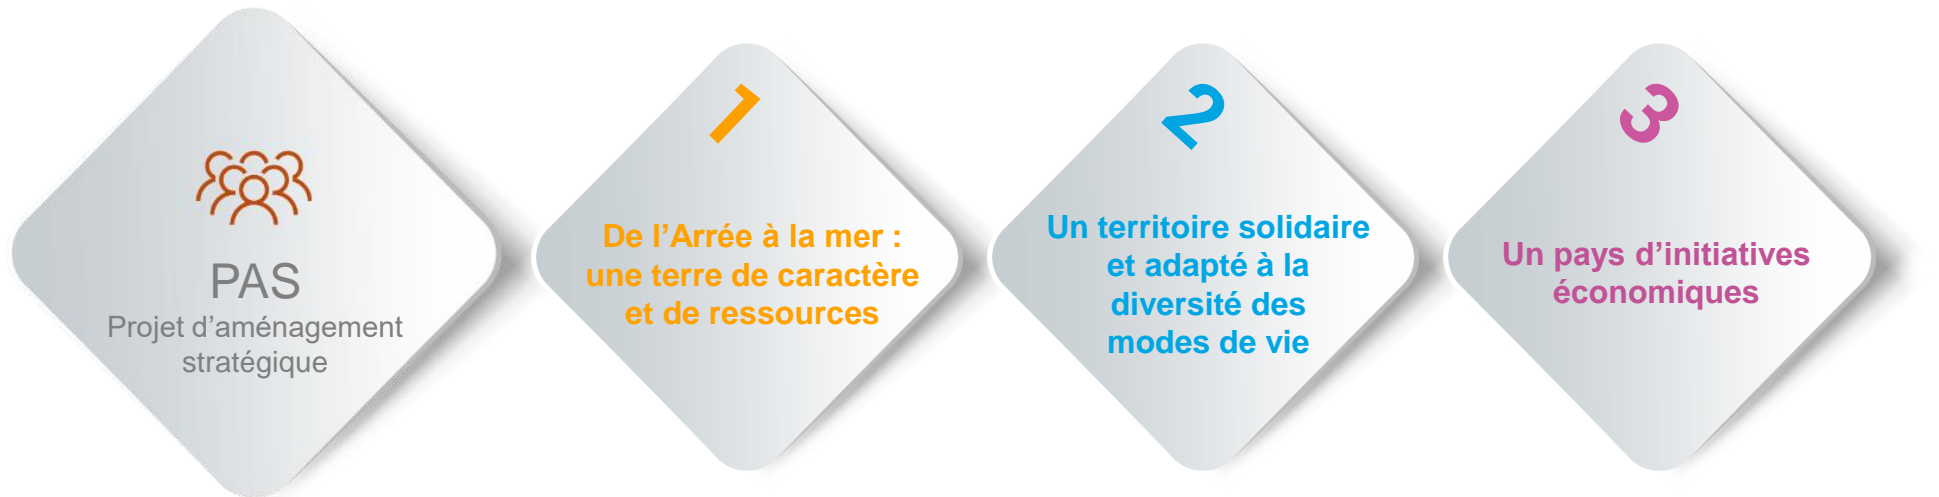 PAS
Projet d’aménagement
stratégique
1
De l’Arrée à la mer :
une terre de caractère
et de ressources
2
Un territoire solidaire
et adapté à la
diversité des
modes de vie
3
Un pays d’initiatives
économiques